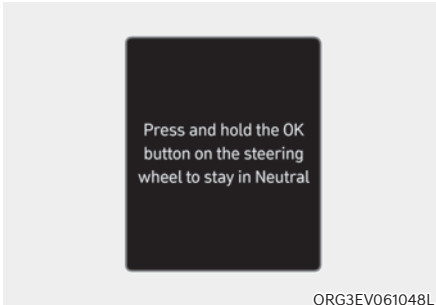 Press and hold the OK
button on the steering
wheel to stay in Neutral
ORG3EV061048L